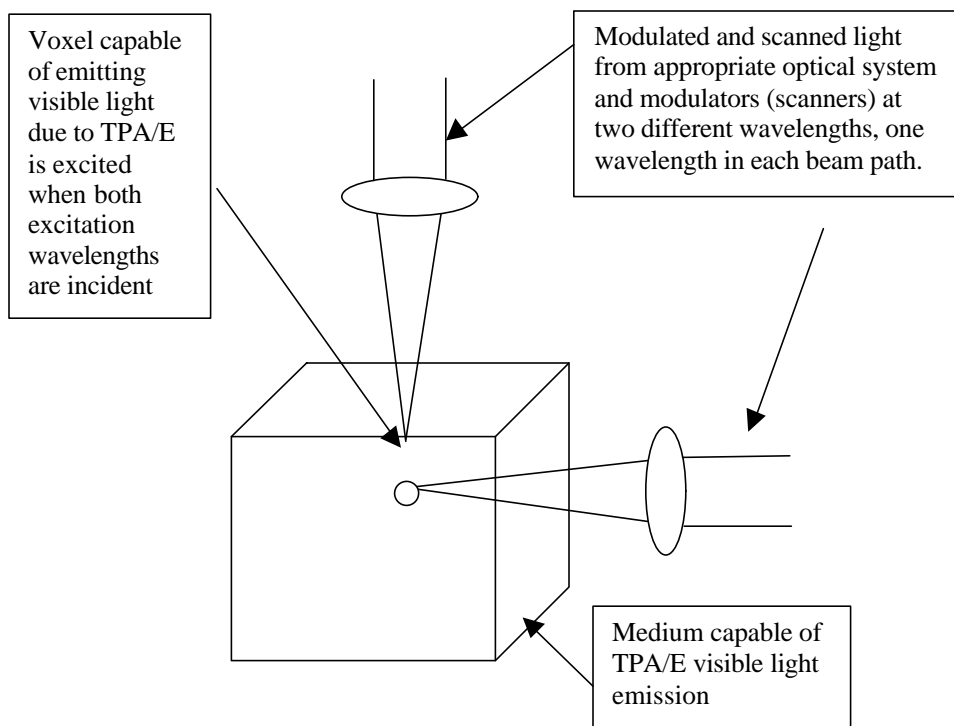 Voxel capable
of emitting
visible light
due to TPA/E
is excited
when both
excitation
wavelengths
are incident
Modulated and scanned light
from appropriate optical system
and modulators (scanners) at
two different wavelengths, one
wavelength in each beam path.
Medium capable of
TPA/E visible light
emission